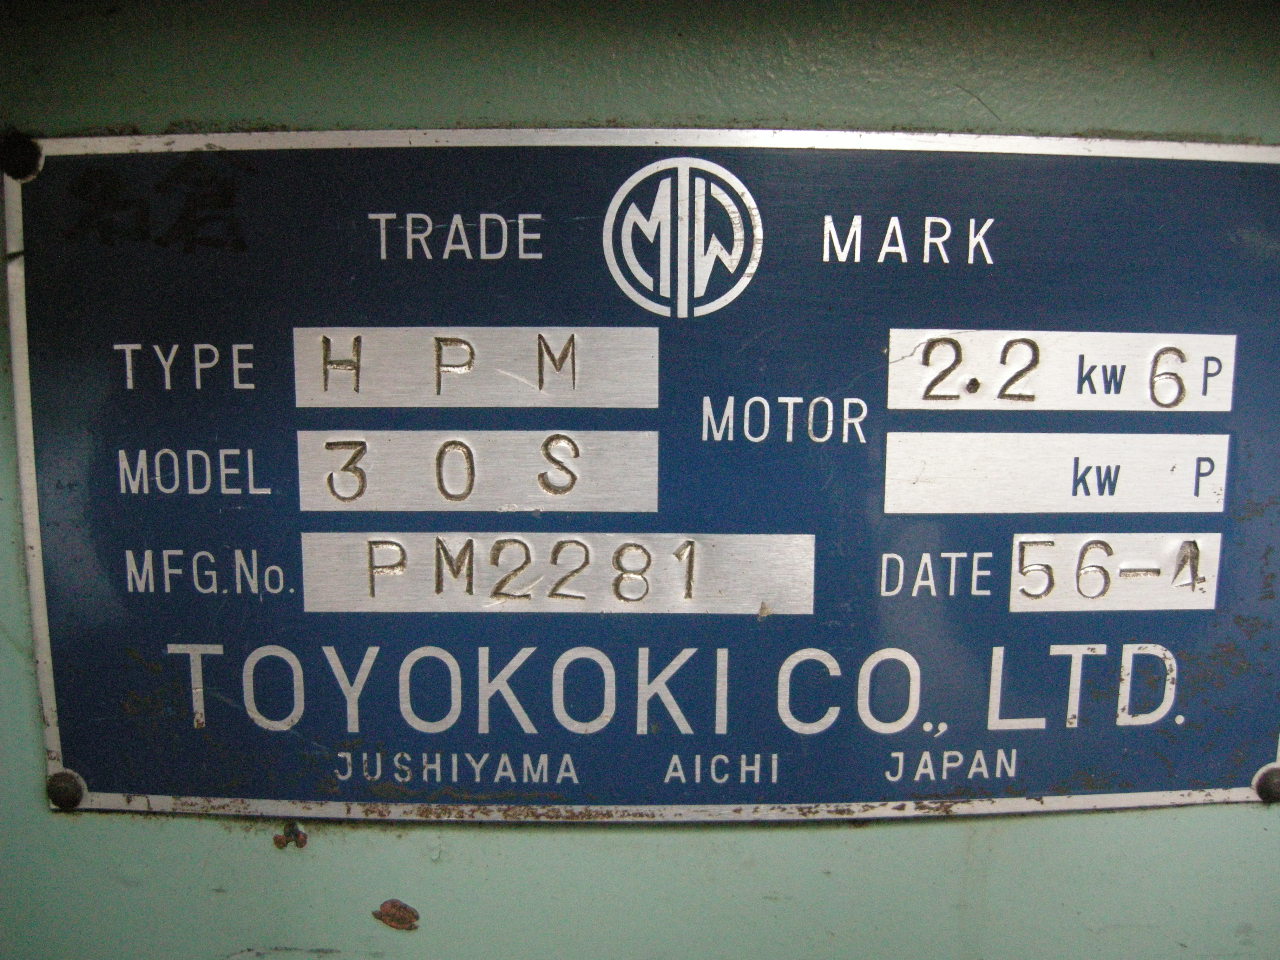 TRADE MTW MARK
TYPE HPM
MODEL 30S
MFG.No. PM2281
MOTOR
2.2 kw 6P
kw P
DATE 56-4
TOYOKOKI CO., LTD.
JUSHIYAMA AICHI JAPAN